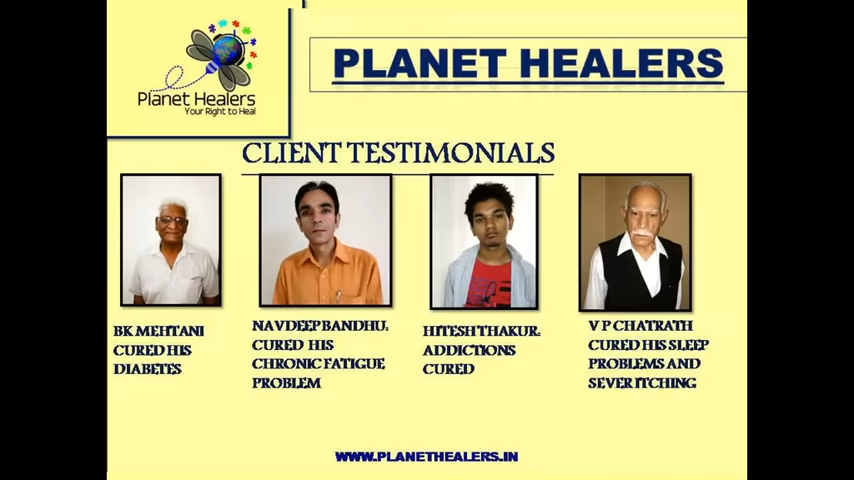 Planet Healers
Your Right to Heal
PLANET HEALERS
CLIENT TESTIMONIALS
BK MEHTANI
CURED HIS
DIABETES
NAVDEEP BANDHU:
CURED HIS
CHRONIC FATIGUE
PROBLEM
HITESH THAKUR:
ADDICTIONS
CURED
V P CHATRATH
CURED HIS SLEEP
PROBLEMS AND
SEVER ITCHING
WWW.PLANETHEALERS.IN